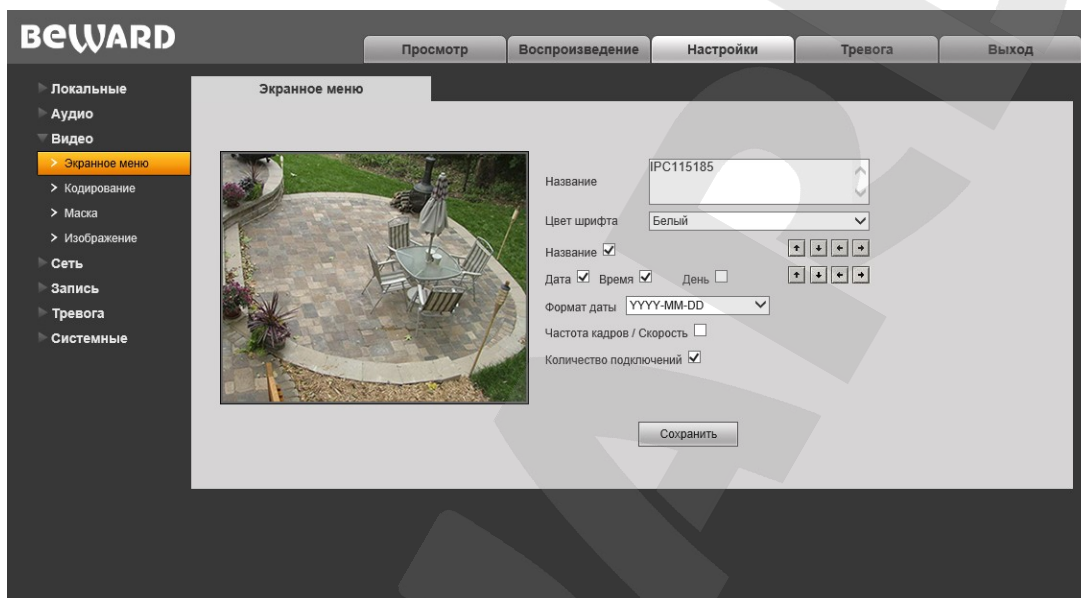 BEWARD
Просмотр
Воспроизведение
Настройки
Тревога
Выход
Локальные
Аудио
Видео
Экранное меню
Кодирование
Маска
Изображение
Сеть
Запись
Тревога
Системные
Экранное меню
Название
IPC115185
Цвет шрифта
Белый
Название
Дата
Время
День
Формат даты
YYYY-MM-DD
Частота кадров / Скорость
Количество подключений
Сохранить